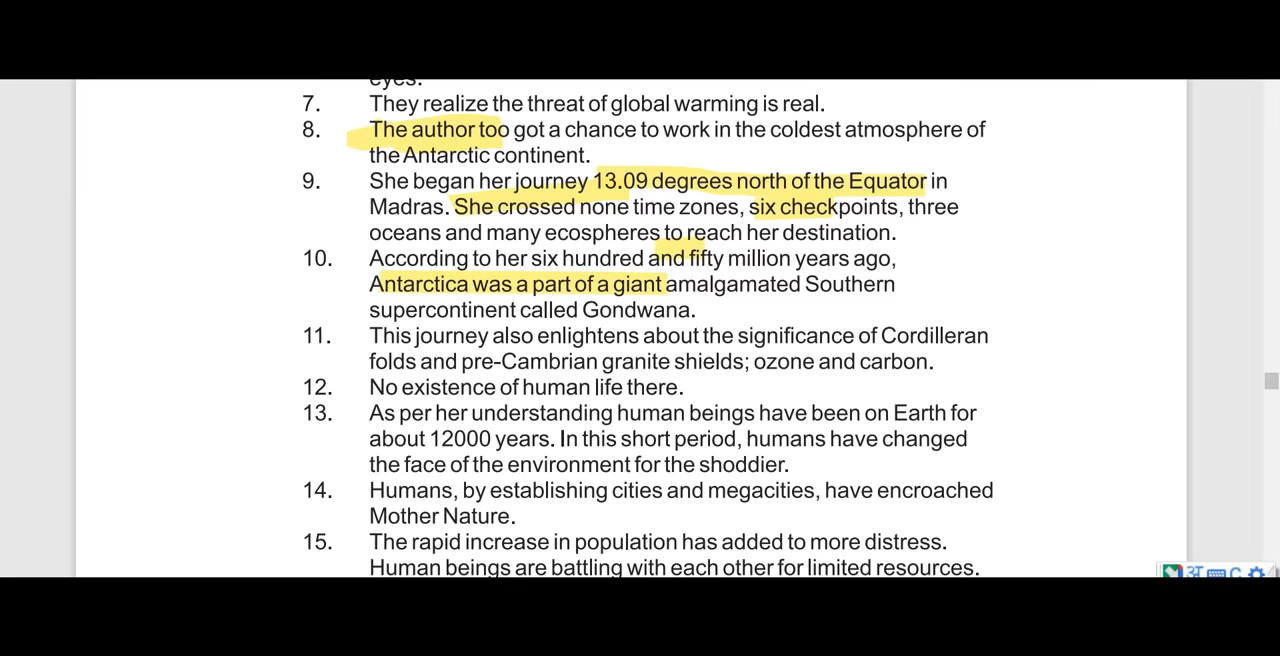 eyes.
7. They realize the threat of global warming is real.
8. The author too got a chance to work in the coldest atmosphere of
the Antarctic continent.
9. She began her journey 13.09 degrees north of the Equator in
Madras. She crossed none time zones, six checkpoints, three
oceans and many ecospheres to reach her destination.
10. According to her six hundred and fifty million years ago,
Antarctica was a part of a giant amalgamated Southern
supercontinent called Gondwana.
11. This journey also enlightens about the significance of Cordilleran
folds and pre-Cambrian granite shields; ozone and carbon.
12. No existence of human life there.
13. As per her understanding human beings have been on Earth for
about 12000 years. In this short period, humans have changed
the face of the environment for the shoddier.
14. Humans, by establishing cities and megacities, have encroached
Mother Nature.
15. The rapid increase in population has added to more distress.
Human beings are battling with each other for limited resources.
अ